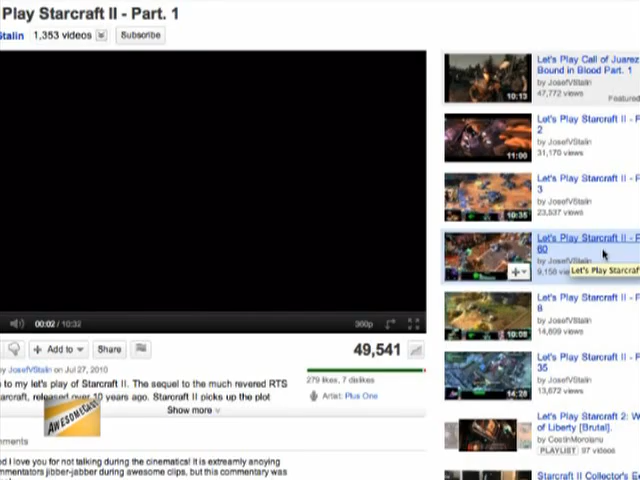 Play Starcraft II - Part. 1
Stalin 1,353 videos Subscribe
00:02 / 10:32 360p
Add to Share 49,541
by JosefVStalin on Jul 27, 2010
to my let's play of Starcraft II. The sequel to the much revered RTS
arcraft, released over 10 years ago. Starcraft II picks up the plot
Show more
279 likes, 7 dislikes
Artist: Plus One
AWESOMECAST
mments
d I love you for not talking during the cinematics! it is extreamly anoying
mmentators jibber-jabber during awesome clips, but this commentary was
10:13
Let's Play Call of Juarez
Bound in Blood Part. 1
by JosefVStalin
47,772 views
Featured
11:00
Let's Play Starcraft II - P
2
by JosefVStalin
31,170 views
10:35
Let's Play Starcraft II - P
3
by JosefVStalin
23,537 views
Let's Play Starcraft II - P
60
by JosefVStalin
9,158 vie
Let's Play Starcraf
10:08
Let's Play Starcraft II - P
8
by JosefVStalin
14,699 views
14:28
Let's Play Starcraft II - P
35
by JosefVStalin
13,672 views
Let's Play Starcraft 2: W
of Liberty [Brutal].
by CostinMoroianu
PLAYLIST 97 videos
Starcraft II Collector's E